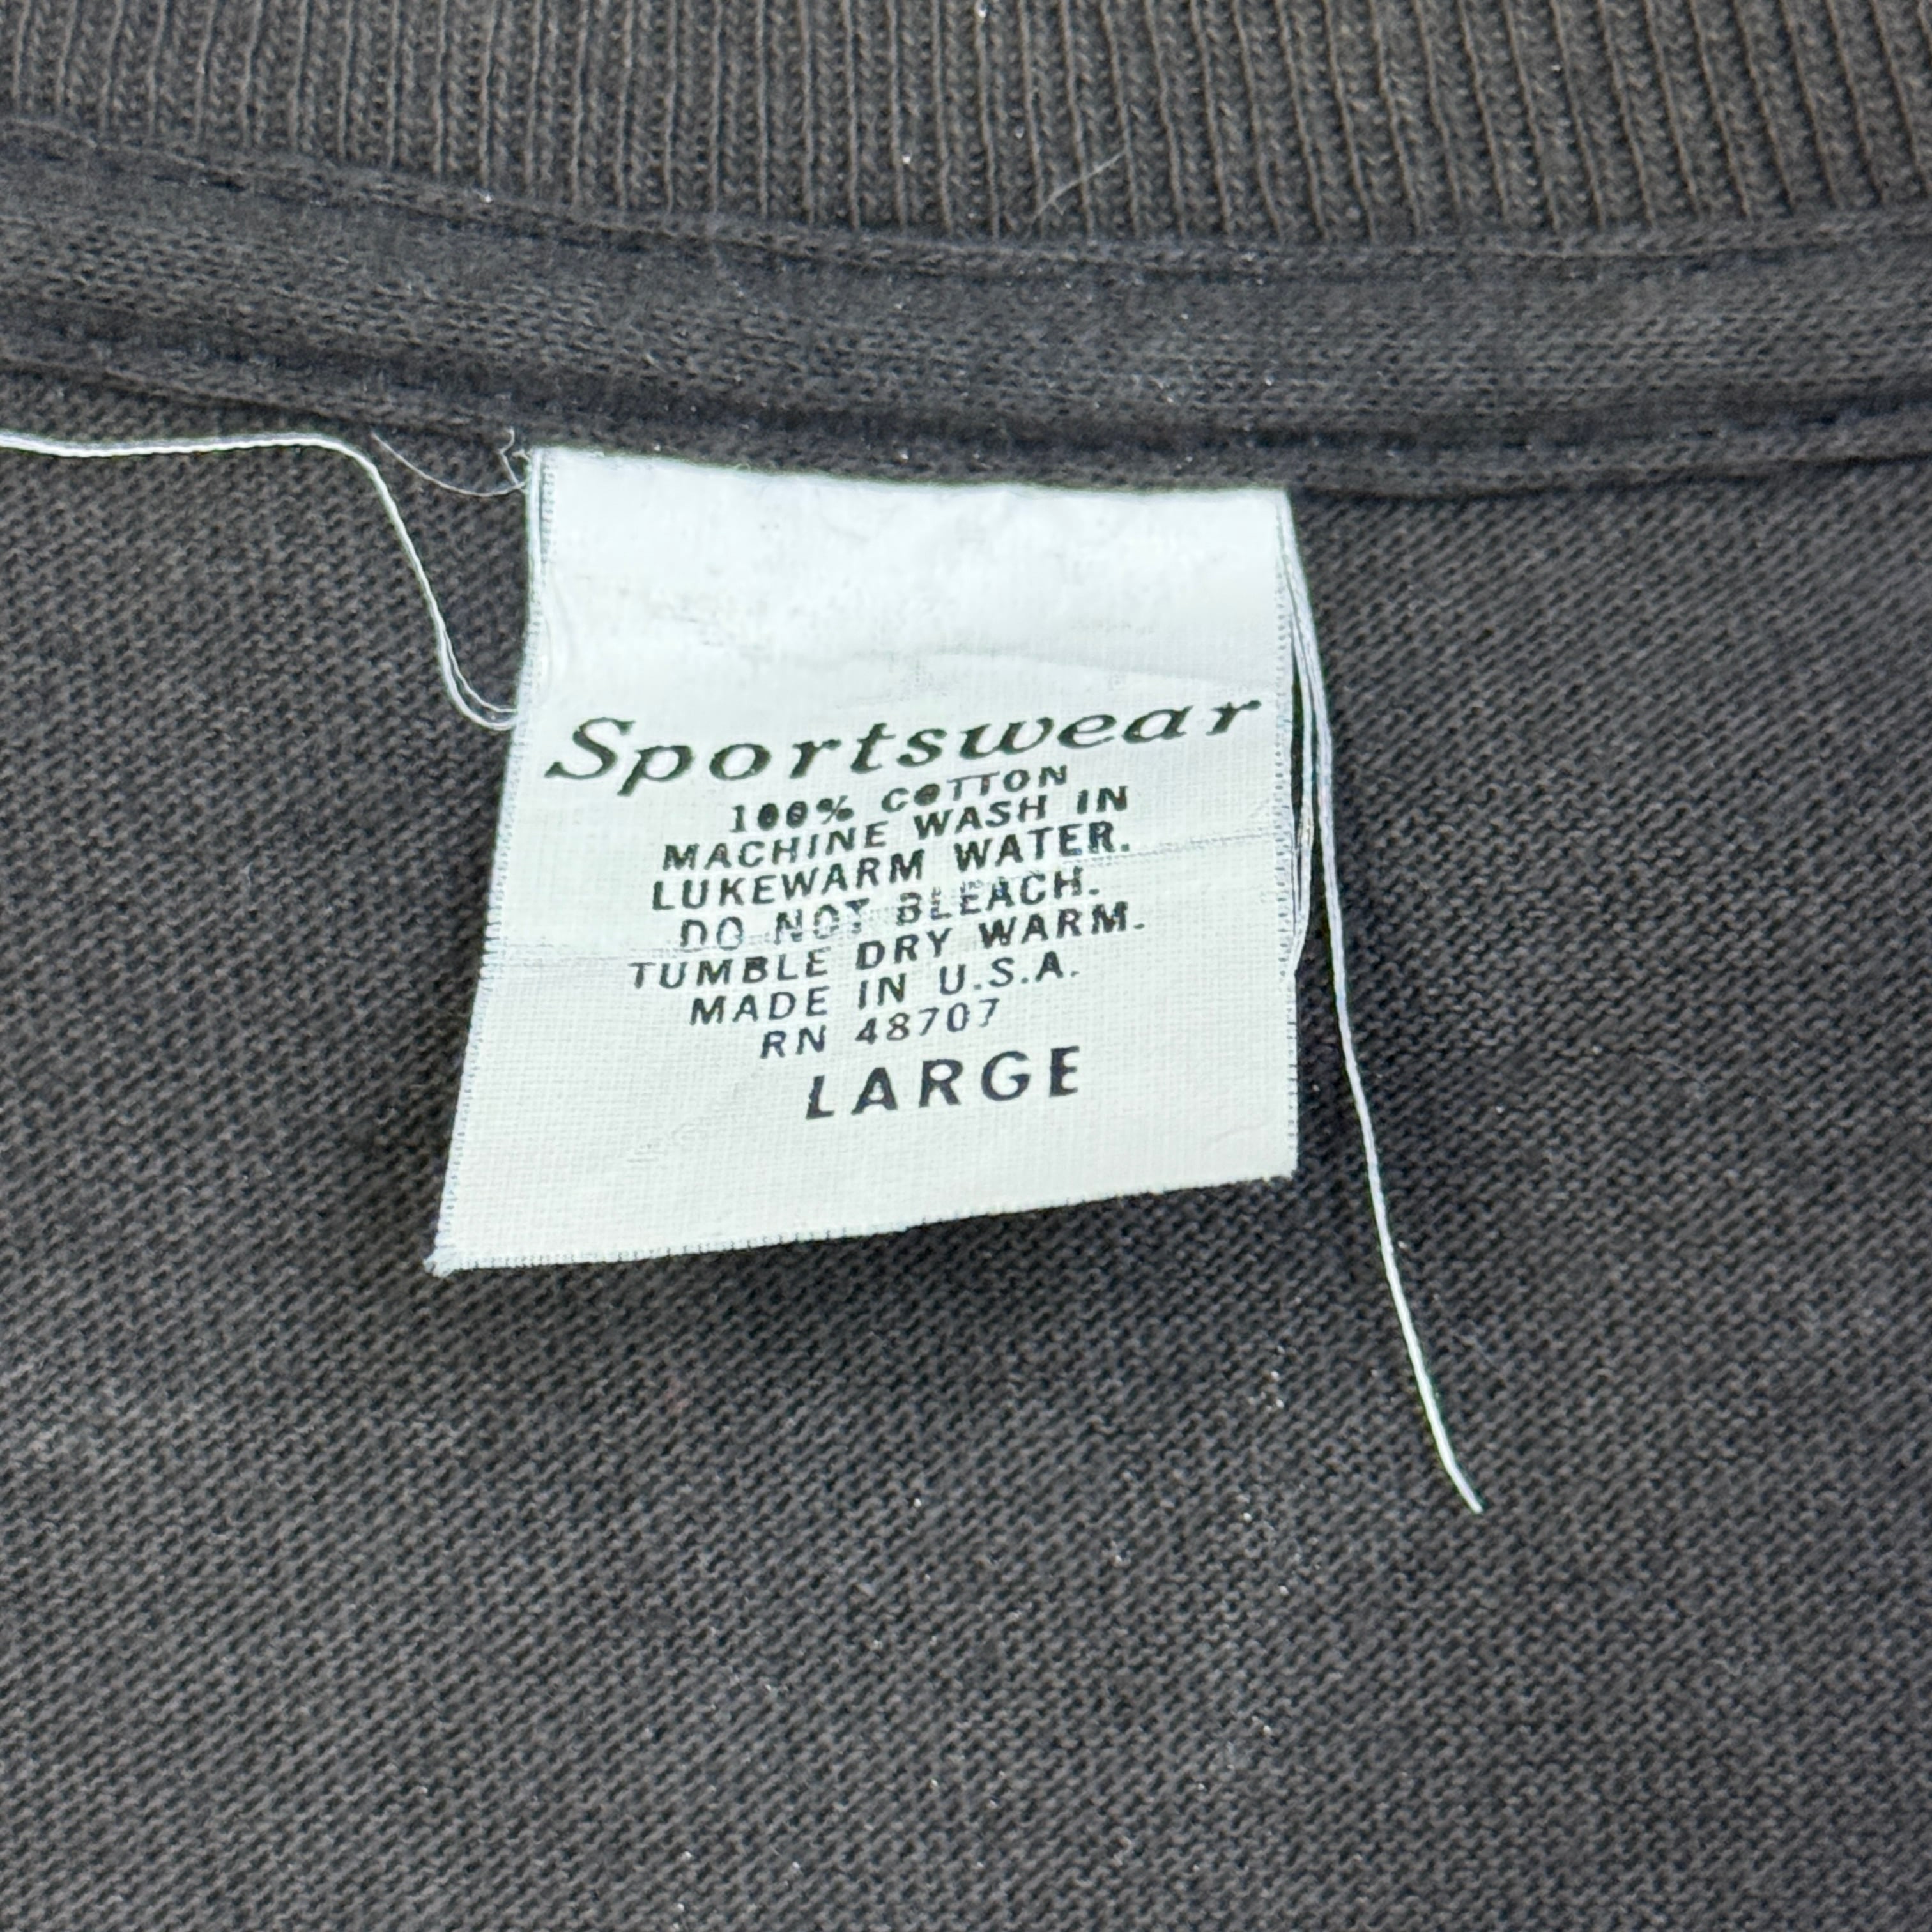 Sportswear
100% COTTON
MACHINE WASH IN
LUKEWARM WATER.
DO NOT BLEACH.
TUMBLE DRY WARM.
MADE IN U.S.A.
RN 48707
LARGE